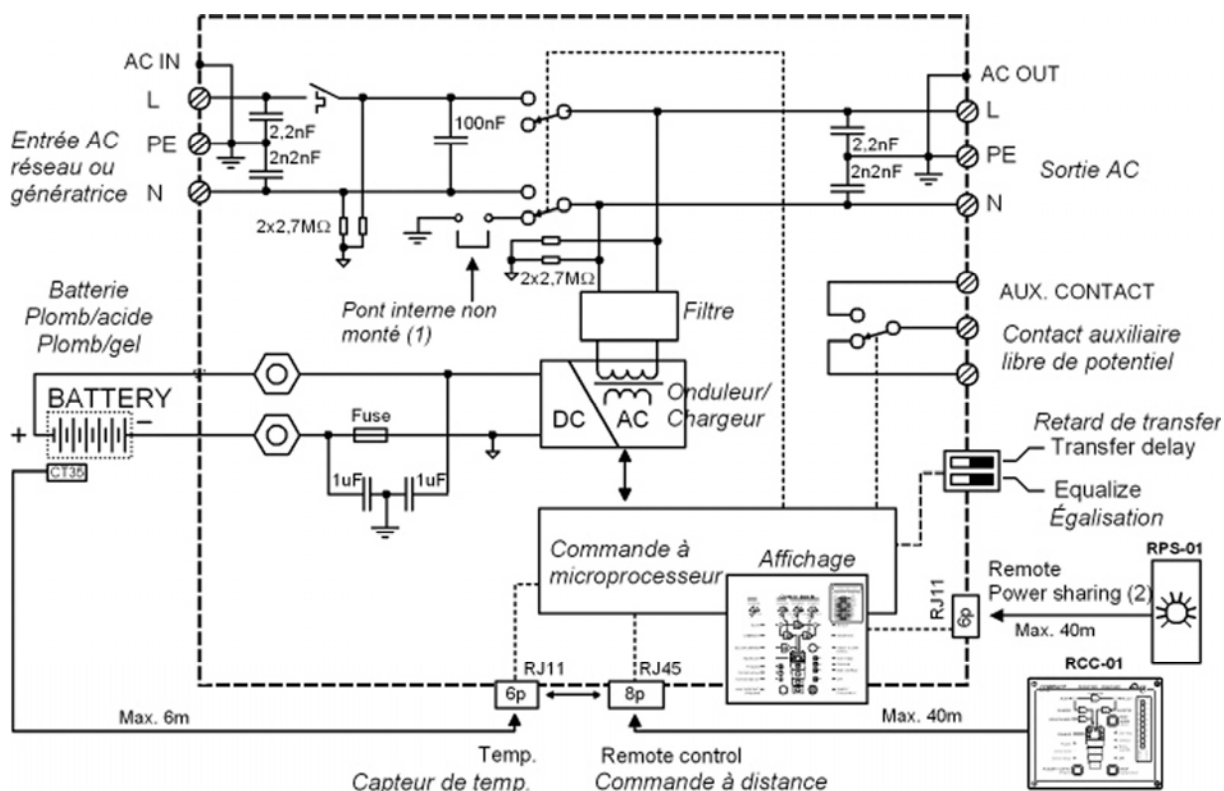 AC IN
L
PE
N
Entrée AC
réseau ou
génératrice
2,2nF
2n2nF
100nF
2x2,7MΩ
2x2,7MΩ
Pont interne non
monté (1)
AC OUT
L
PE
N
2,2nF
2n2nF
Sortie AC
AUX. CONTACT
Contact auxiliaire
libre de potentiel
Filtre
Onduleur/
Chargeur
DC
AC
Batterie
Plomb/acide
Plomb/gel
BATTERY
+
−
CT35
Fuse
1uF
1uF
Retard de transfer
Transfer delay
Equalize
Égalisation
Commande à
microprocesseur
Affichage
RPS-01
Remote
Power sharing (2)
Max. 40m
RJ11
6p
RCC-01
RJ11
6p
RJ45
8p
Max. 6m
Max. 40m
Temp.
Capteur de temp.
Remote control
Commande à distance